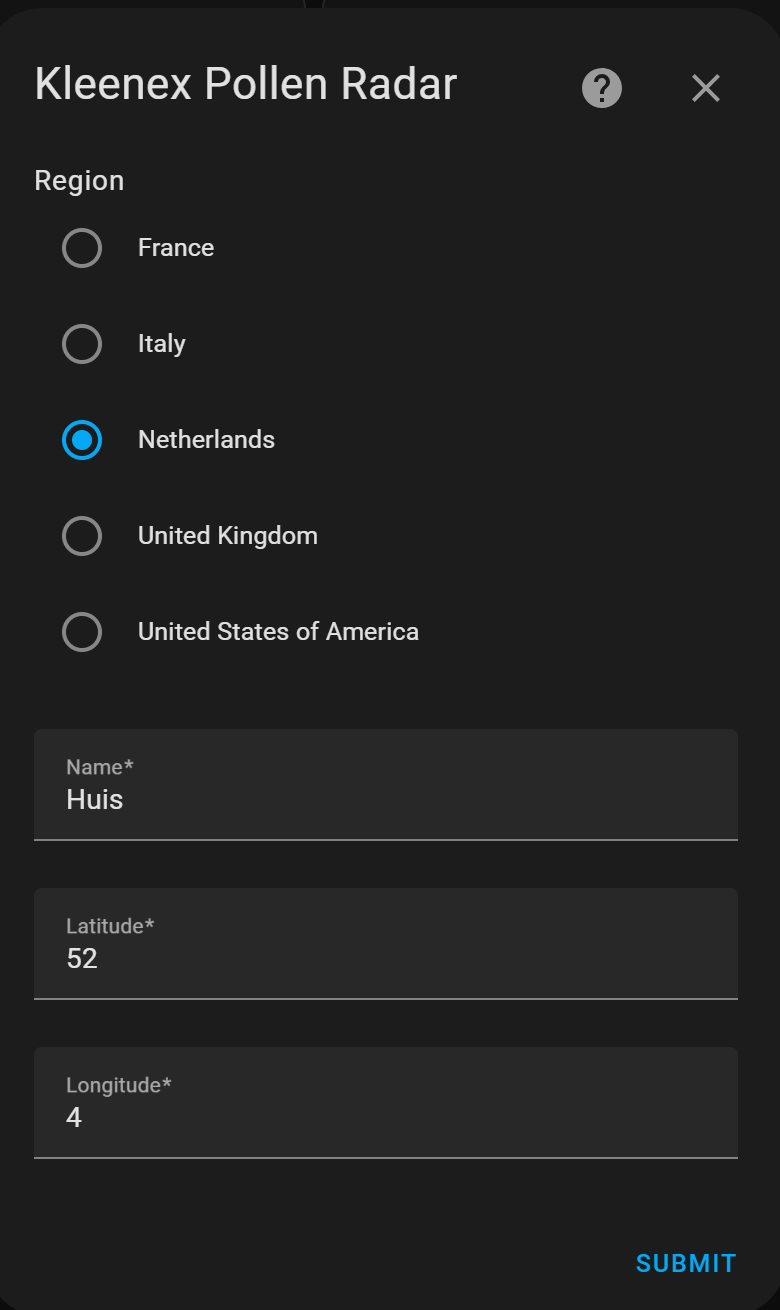 Kleenex Pollen Radar
Region
France
Italy
Netherlands
United Kingdom
United States of America
Name*
Huis
Latitude*
52
Longitude*
4
SUBMIT